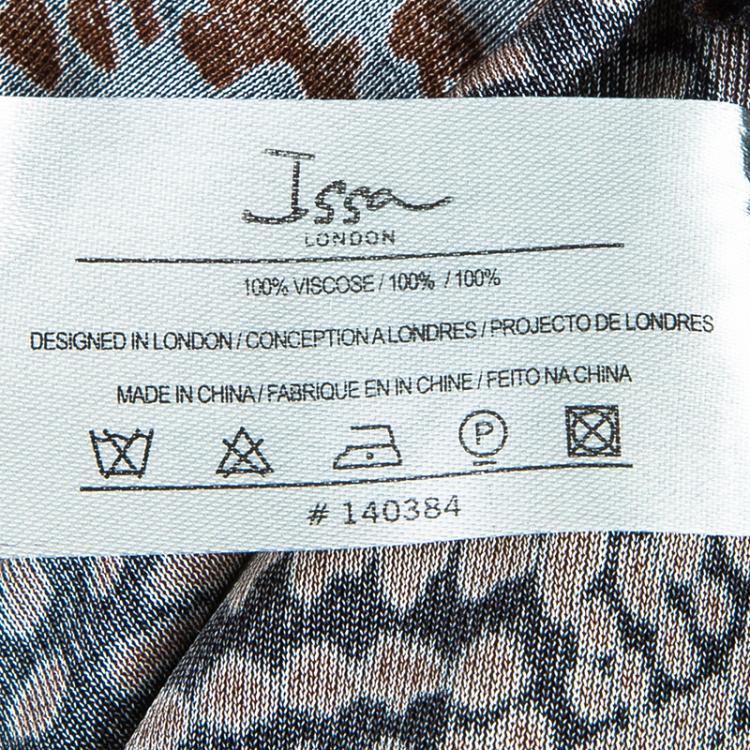 Issa
LONDON
100% VISCOSE / 100% / 100%
DESIGNED IN LONDON / CONCEPTION A LONDRES / PROJECTO DE LONDRES
MADE IN CHINA / FABRIQUE EN IN CHINE / FEITO NA CHINA
P
# 140384